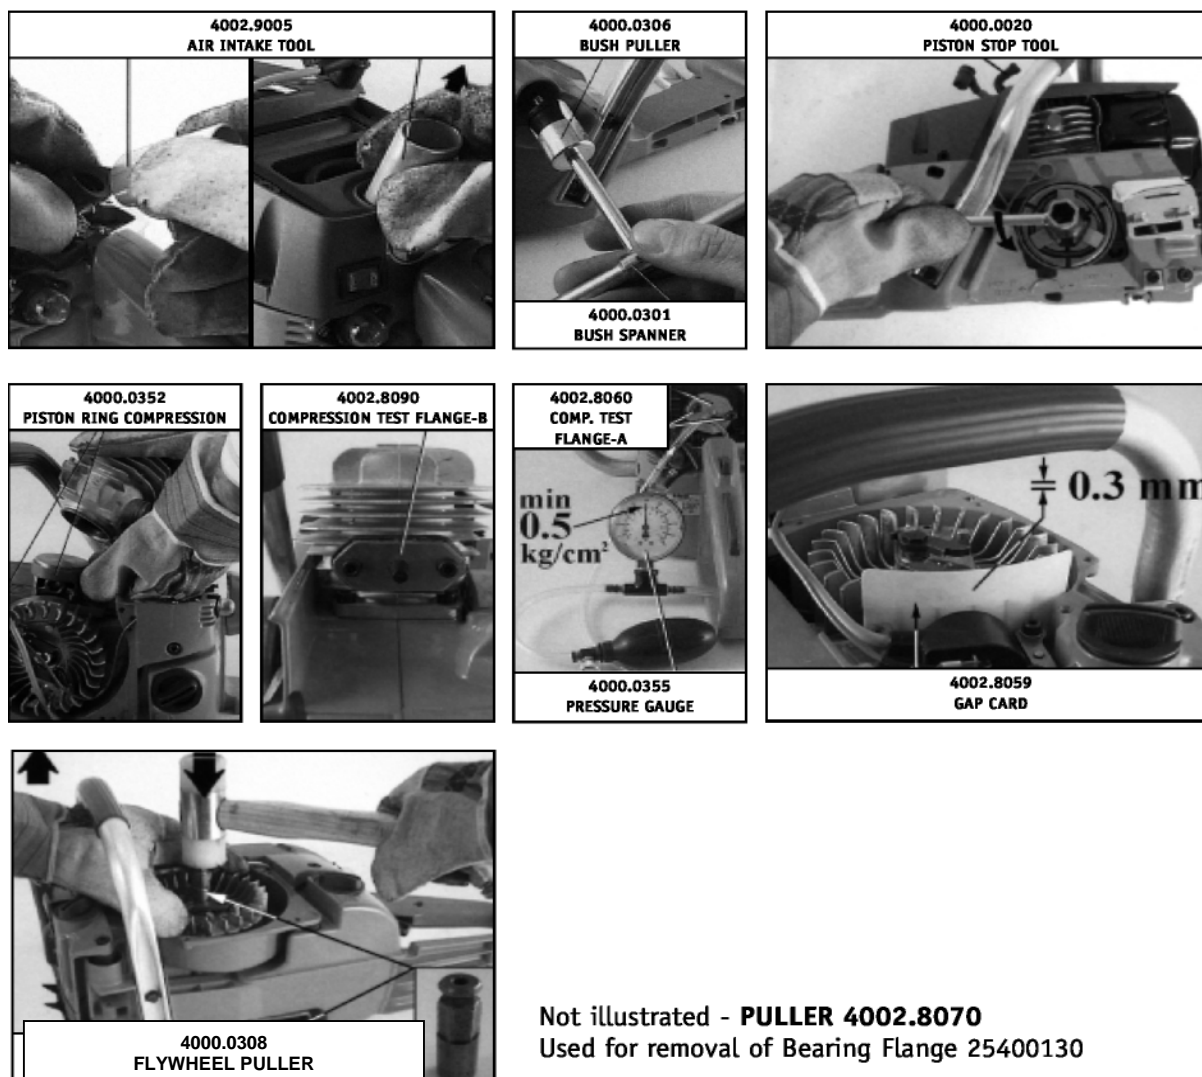 4002.9005
AIR INTAKE TOOL
4000.0306
BUSH PULLER
4000.0301
BUSH SPANNER
4000.0020
PISTON STOP TOOL
4000.0352
PISTON RING COMPRESSION
4002.8090
COMPRESSION TEST FLANGE-B
4002.8060
COMP. TEST
FLANGE-A
min
0.5
kg/cm²
4000.0355
PRESSURE GAUGE
0.3 mm
4002.8059
GAP CARD
4000.0308
FLYWHEEL PULLER
Not illustrated - PULLER 4002.8070
Used for removal of Bearing Flange 25400130